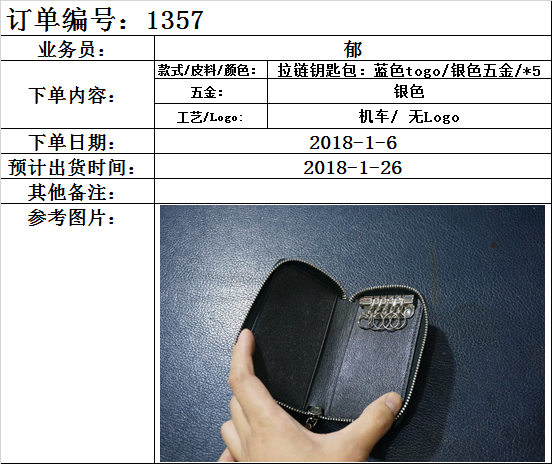 订单编号：1357
业务员： 郁
下单内容： 款式/皮料/颜色： 拉链钥匙包：蓝色togo/银色五金/*5
五金： 银色
工艺/Logo: 机车/ 无Logo
下单日期： 2018-1-6
预计出货时间： 2018-1-26
其他备注：
参考图片：